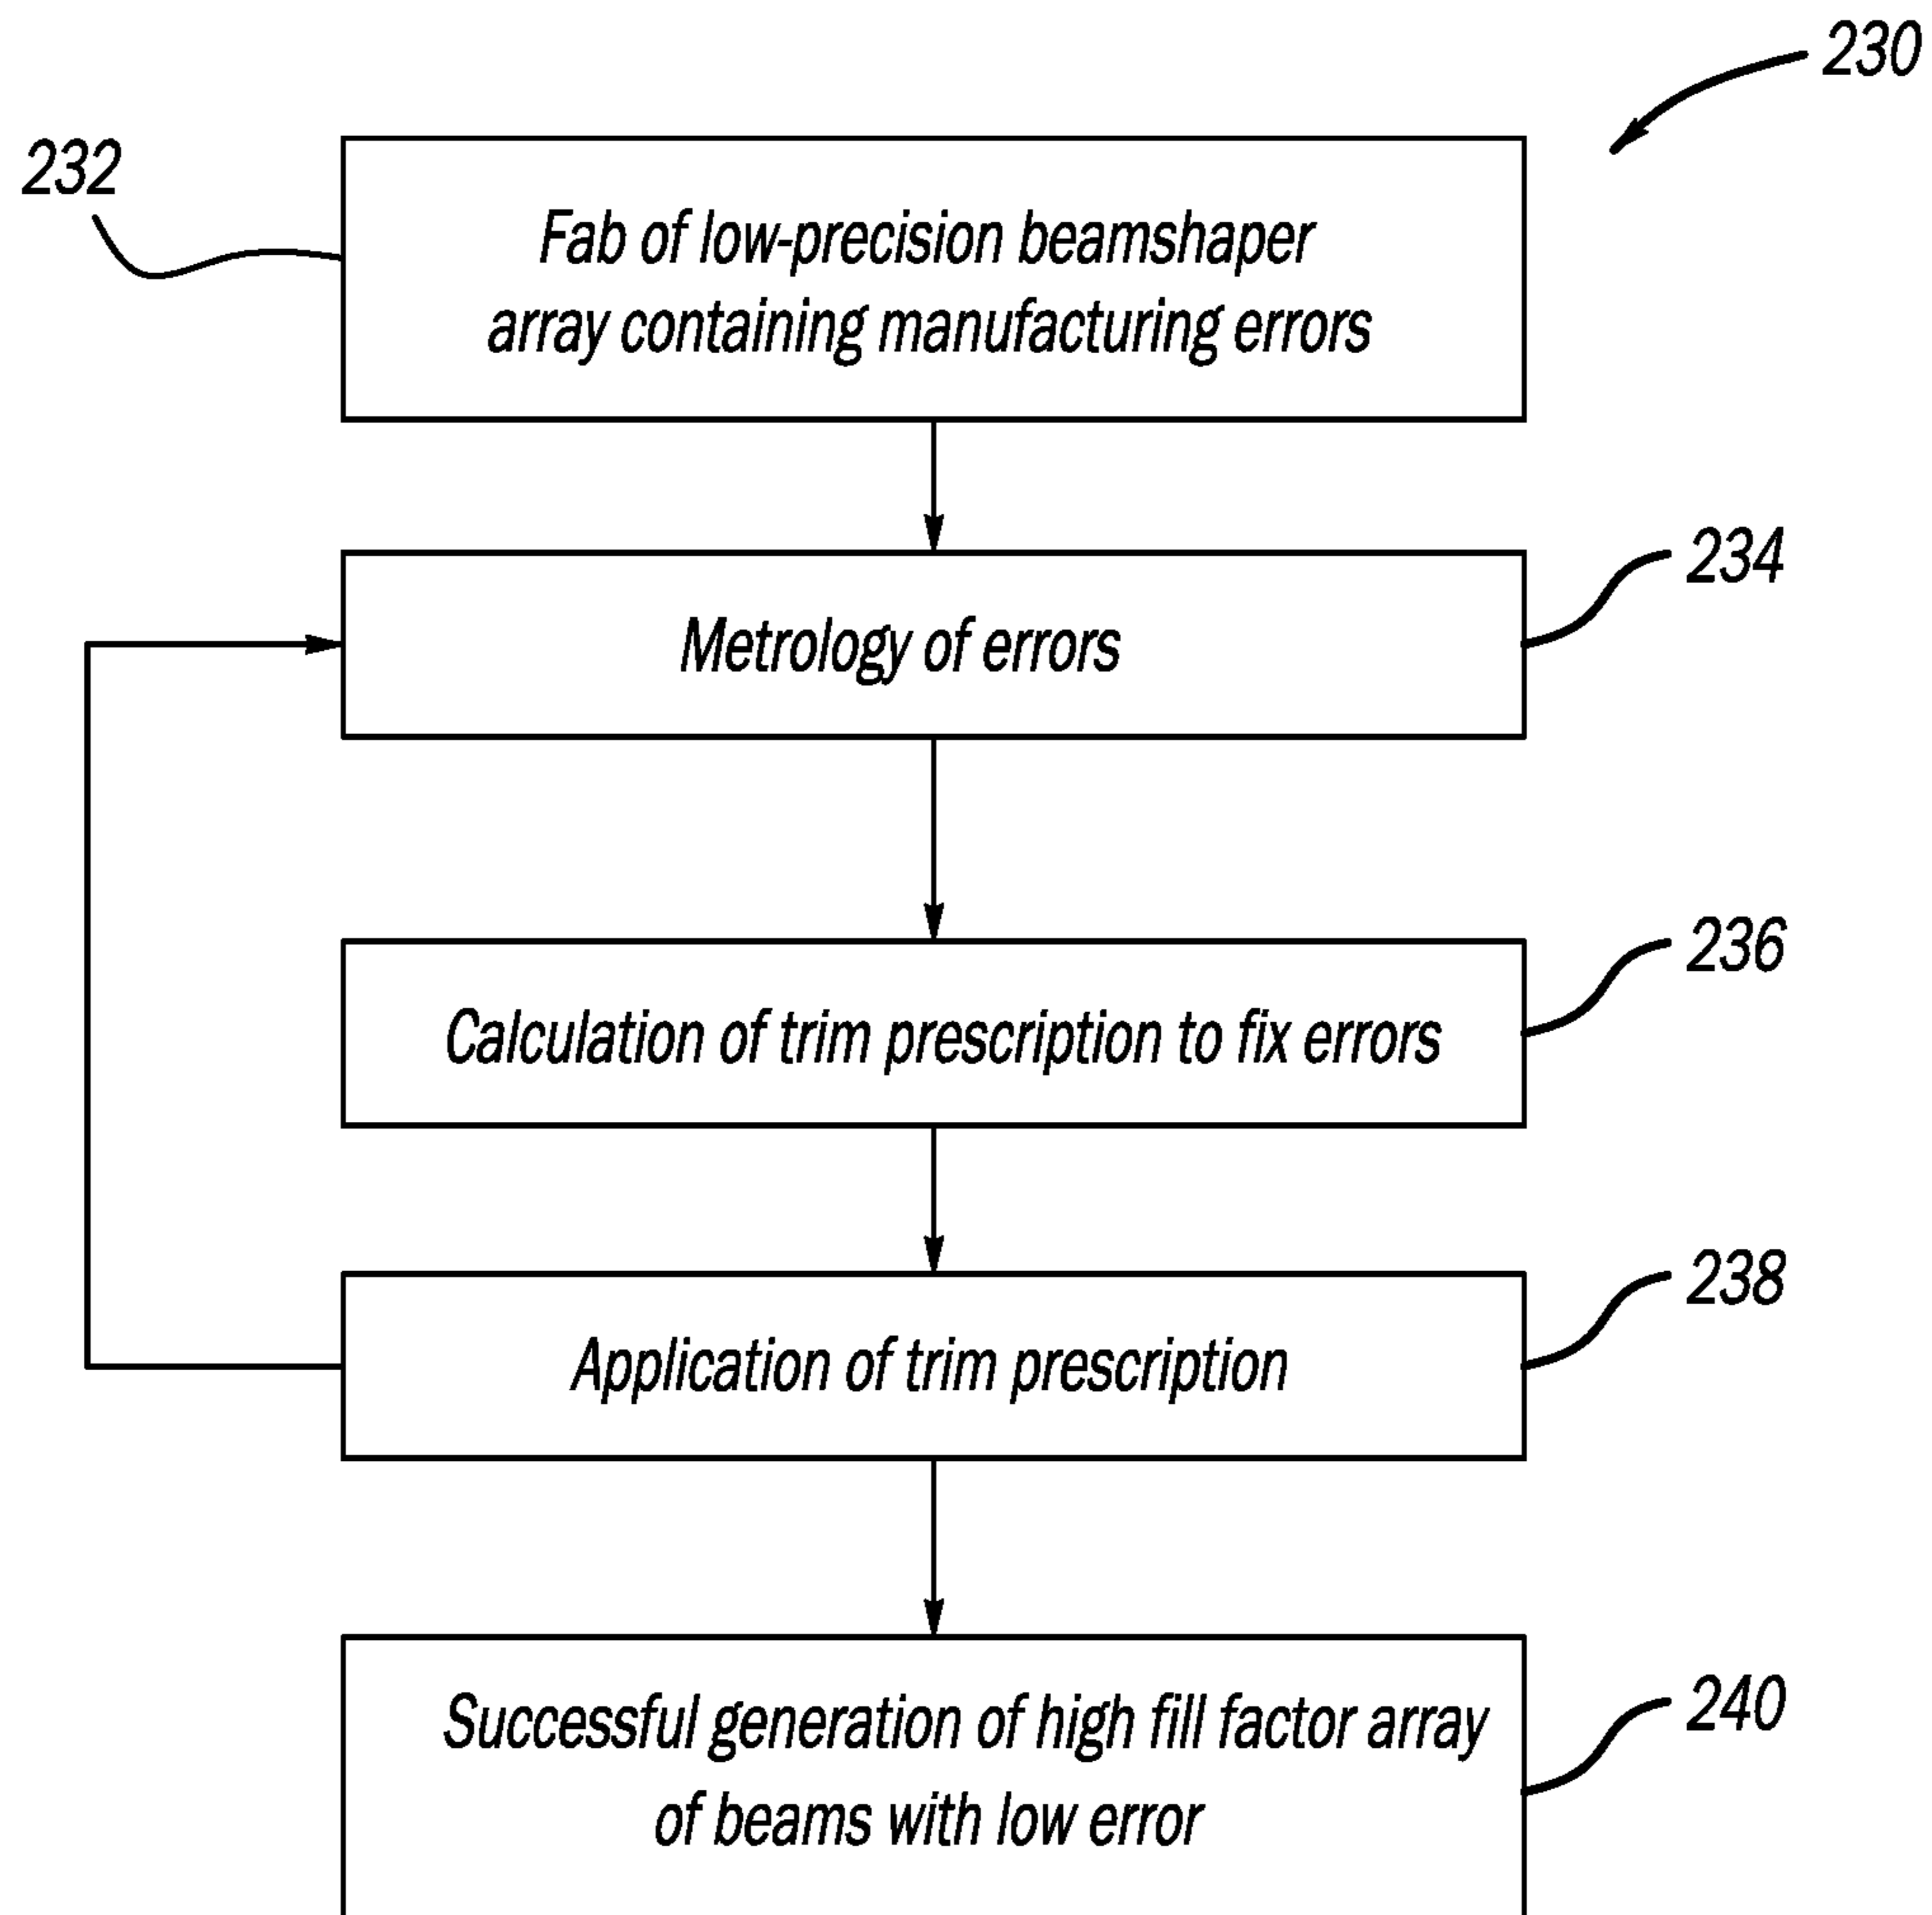 230
232
Fab of low-precision beamshaper
array containing manufacturing errors
234
Metrology of errors
236
Calculation of trim prescription to fix errors
238
Application of trim prescription
240
Successful generation of high fill factor array
of beams with low error